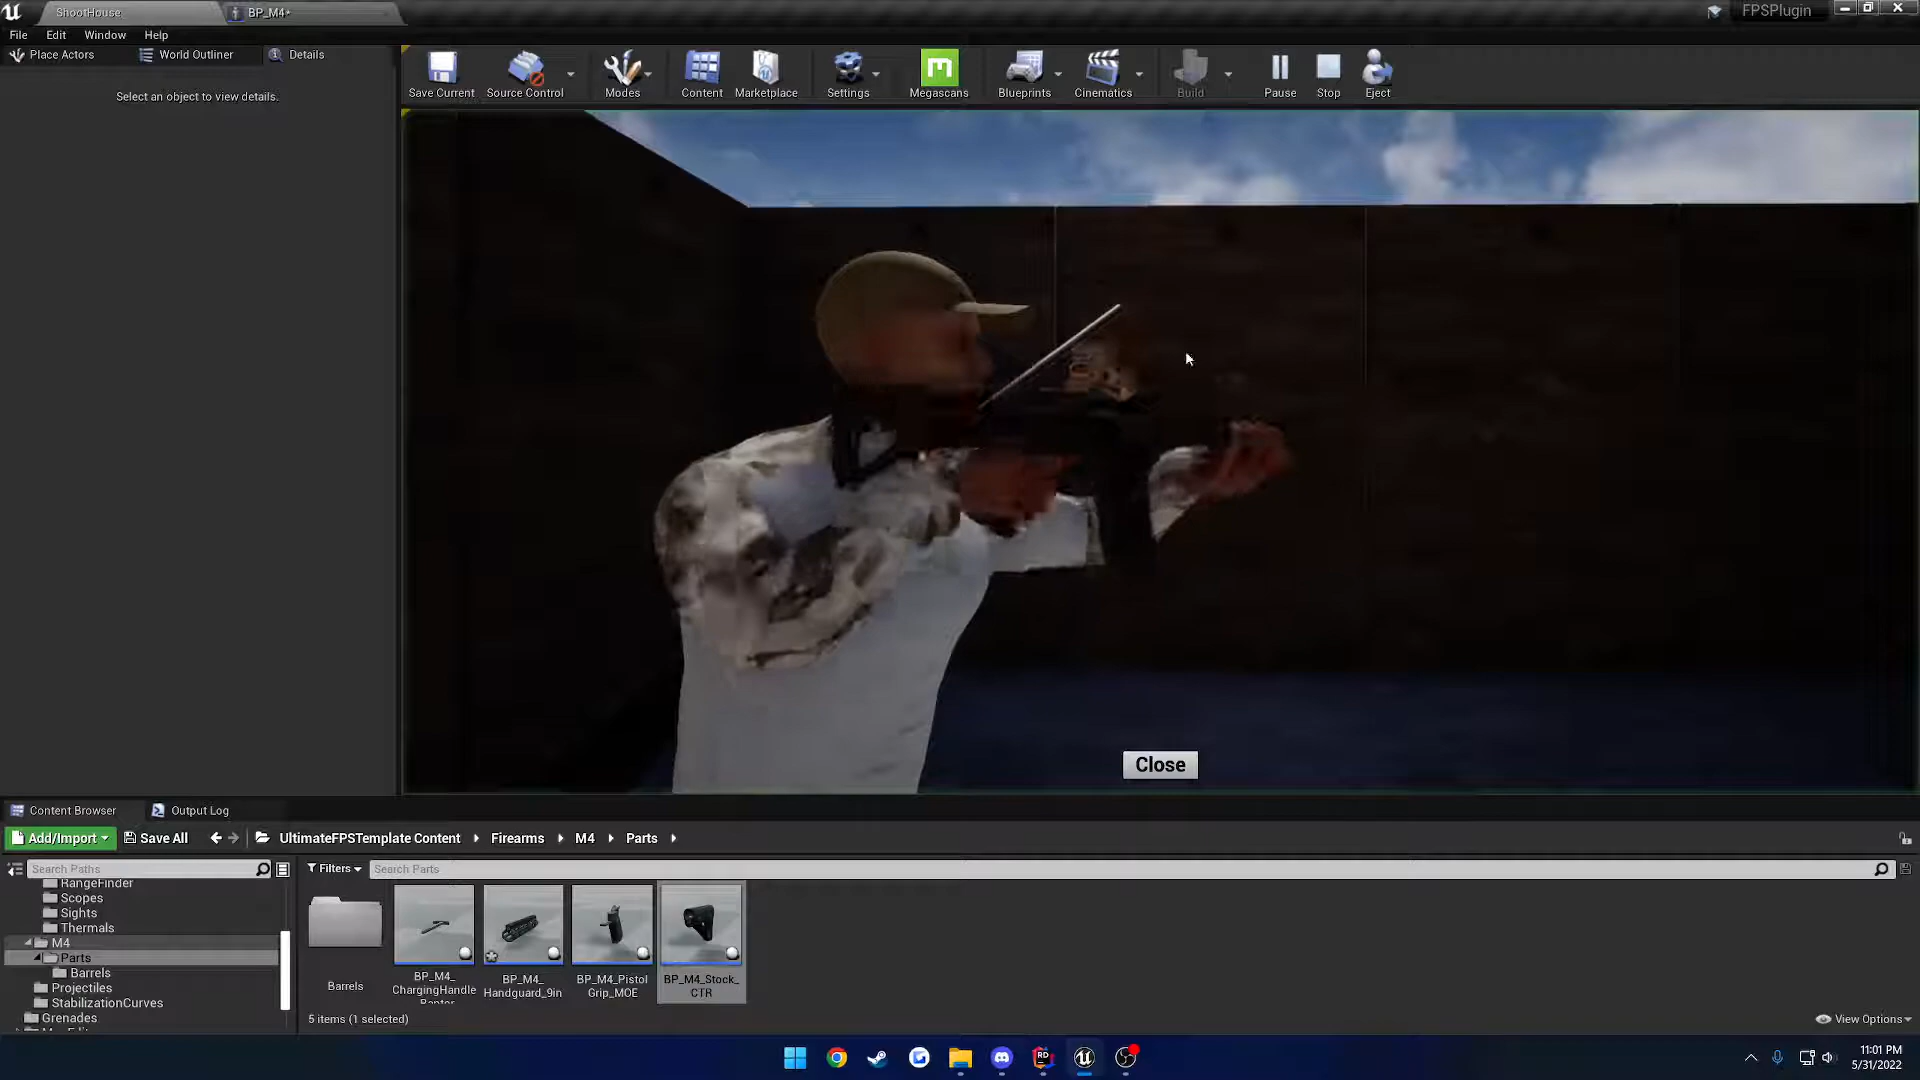 ShootHouse
BP_M4*
FPSPlugin
File Edit Window Help
Place Actors
World Outliner
Details
Select an object to view details.
Save Current
Source Control
Modes
Content
Marketplace
Settings
Megascans
Blueprints
Cinematics
Build
Pause
Stop
Eject
Close
Content Browser
Output Log
Add/Import
Save All
UltimateFPSTemplate Content
Firearms
M4
Parts
Search Paths
Filters
Search Parts
RangeFinder
Scopes
Sights
Thermals
M4
Parts
Barrels
Projectiles
StabilizationCurves
Grenades
Barrels
BP_M4_
ChargingHandle
BP_M4_
Handguard_9in
BP_M4_Pistol
Grip_MOE
BP_M4_Stock_
CTR
5 items (1 selected)
View Options
11:01 PM
5/31/2022